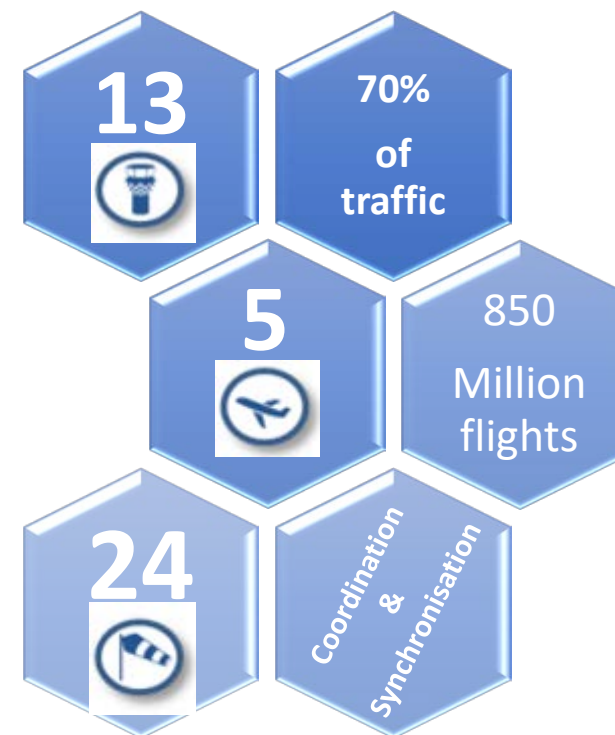 13
70%
of
traffic
5
850
Million
flights
24
Coordination
&
Synchronisation